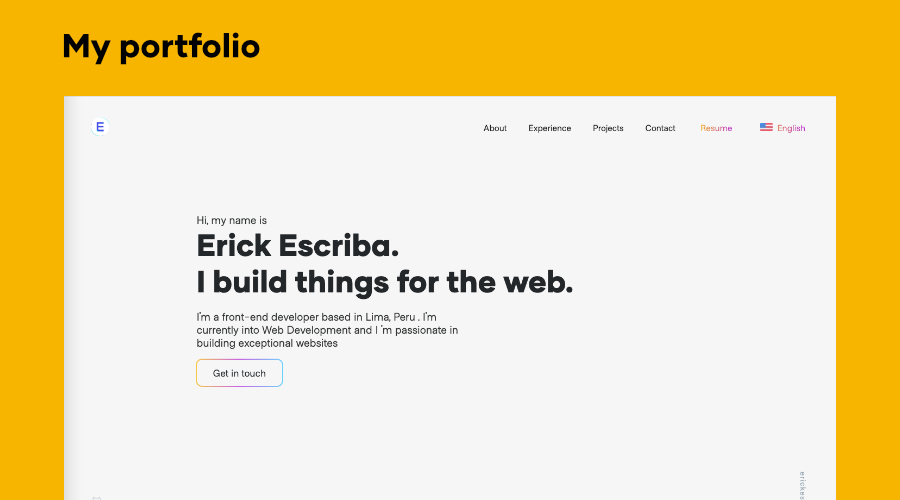 My portfolio
E
About Experience Projects Contact Resume English
Hi, my name is
Erick Escriba.
I build things for the web.
I'm a front-end developer based in Lima, Peru . I'm
currently into Web Development and I 'm passionate in
building exceptional websites
Get in touch